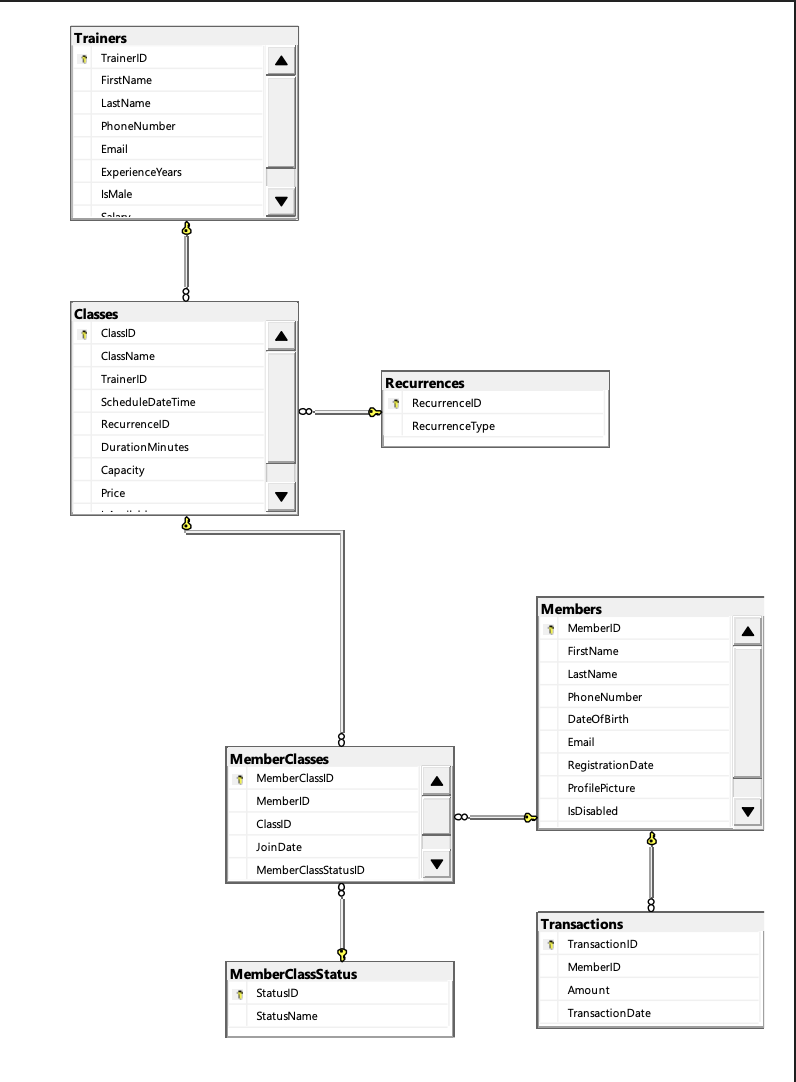 Trainers
TrainerID
FirstName
LastName
PhoneNumber
Email
ExperienceYears
IsMale
Salary
Classes
ClassID
ClassName
TrainerID
ScheduleDateTime
RecurrenceID
DurationMinutes
Capacity
Price
Recurrences
RecurrenceID
RecurrenceType
Members
MemberID
FirstName
LastName
PhoneNumber
DateOfBirth
Email
RegistrationDate
ProfilePicture
IsDisabled
MemberClasses
MemberClassID
MemberID
ClassID
JoinDate
MemberClassStatusID
Transactions
TransactionID
MemberID
Amount
TransactionDate
MemberClassStatus
StatusID
StatusName